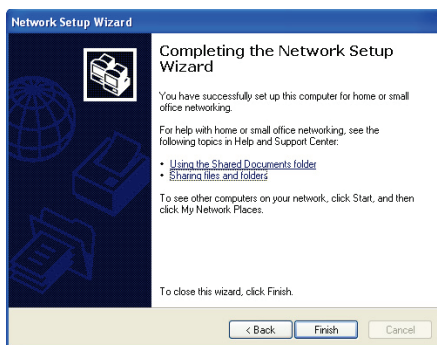 Network Setup Wizard
Completing the Network Setup
Wizard
You have successfully set up this computer for home or small
office networking.
For help with home or small office networking, see the
following topics in Help and Support Center:
• Using the Shared Documents folder
• Sharing files and folders
To see other computers on your network, click Start, and then
click My Network Places.
To close this wizard, click Finish.
< Back Finish Cancel